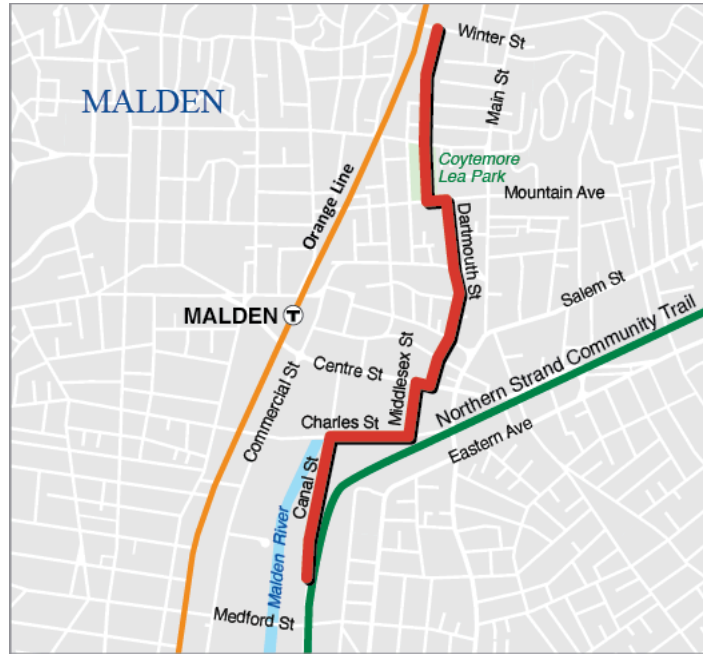 Winter St
MALDEN
Main St
Coytemore
Lea Park
Mountain Ave
Orange Line
Dartmouth St
Salem St
MALDEN T
Northern Strand Community Trail
Middlesex St
Centre St
Commercial St
Charles St
Eastern Ave
Canal St
Malden River
Medford St